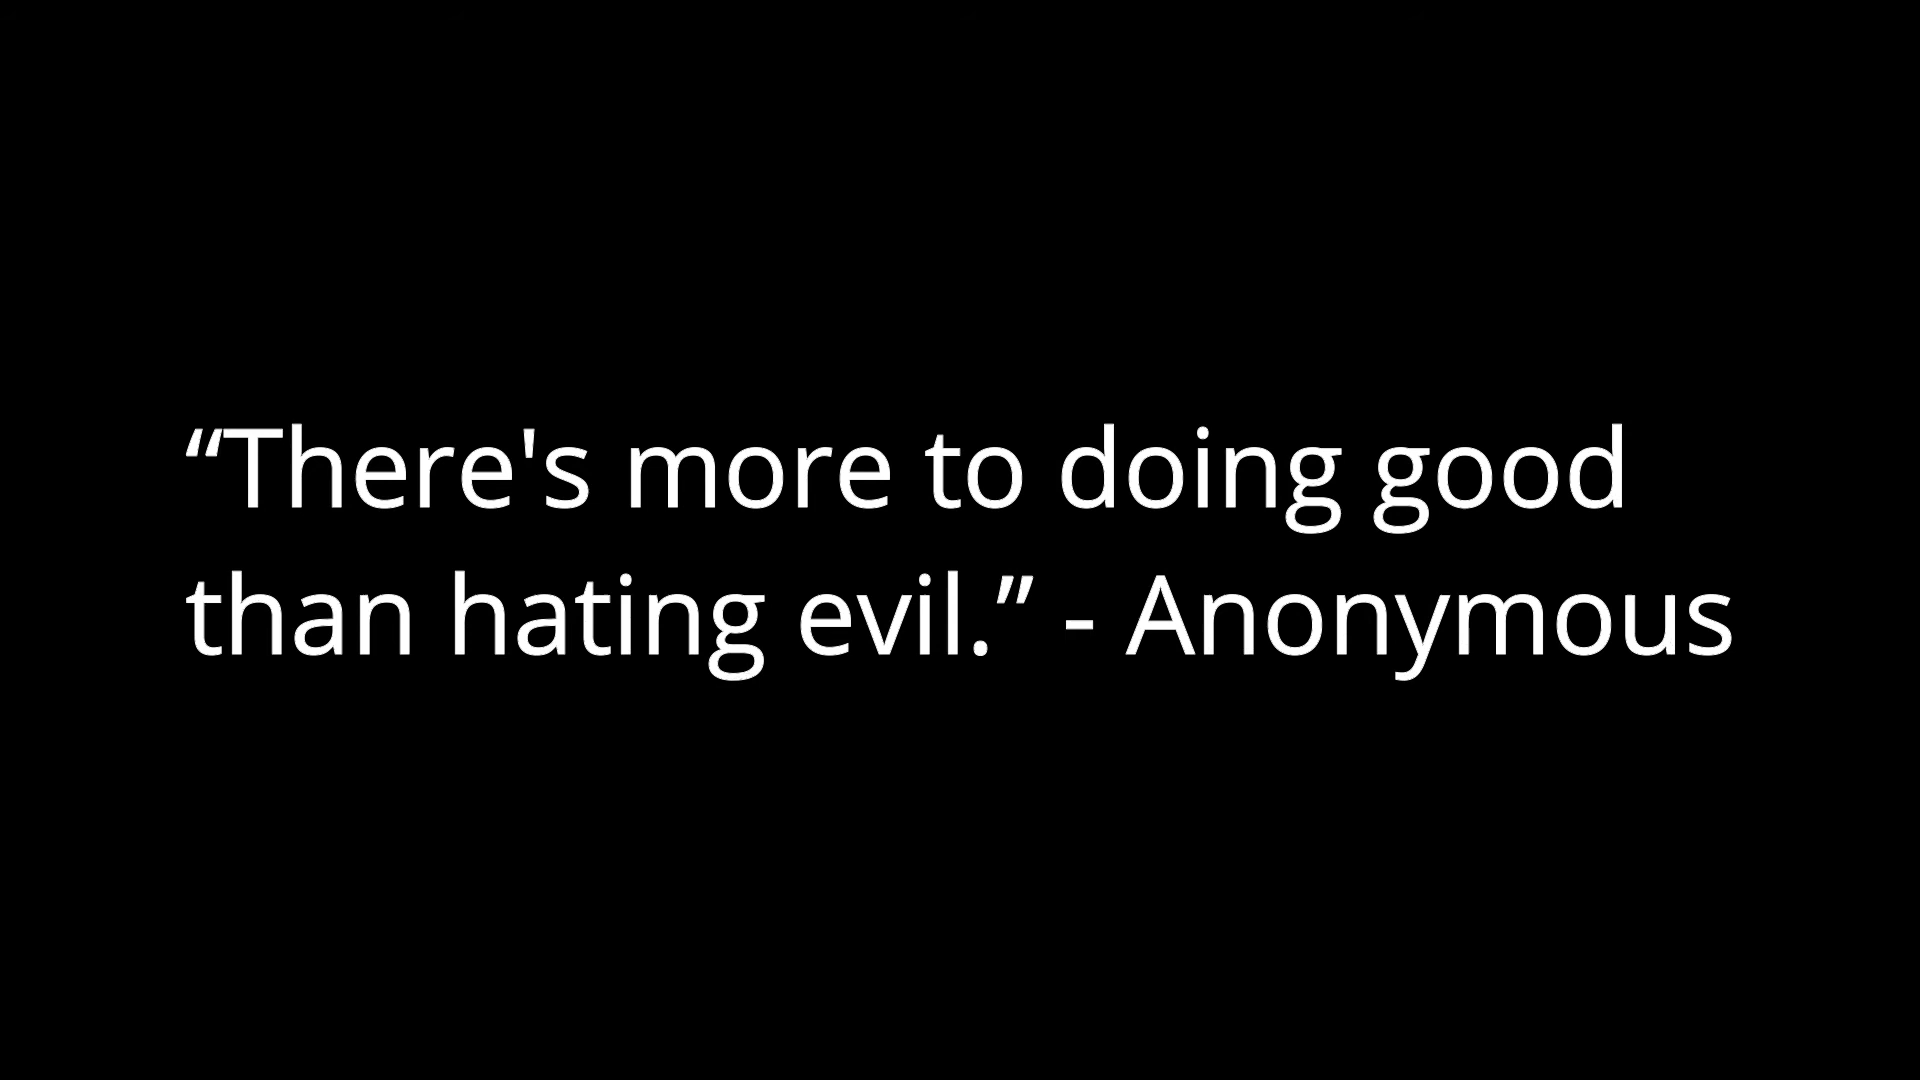 “There's more to doing good
than hating evil.” - Anonymous